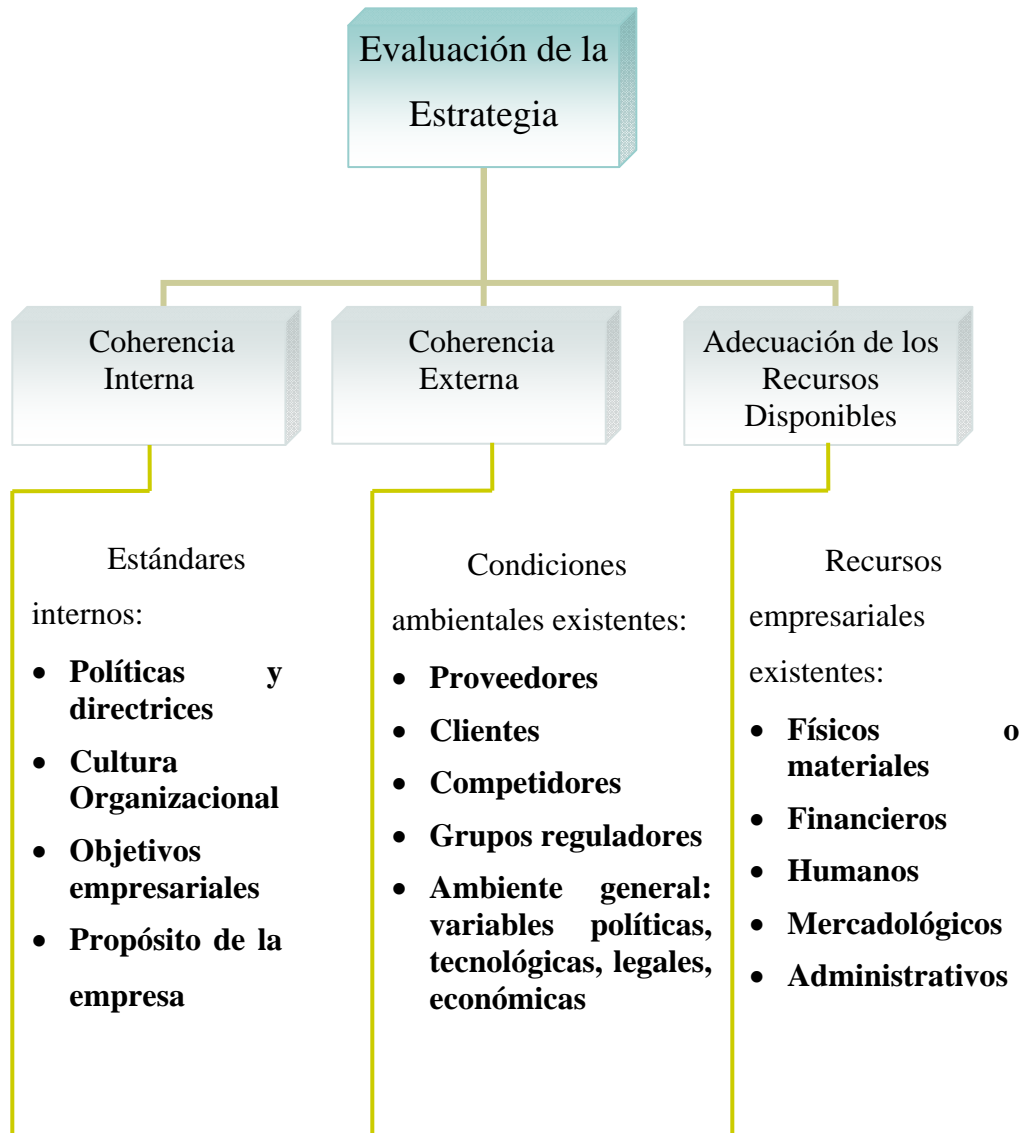 Evaluación de la
Estrategia
Coherencia
Interna
Coherencia
Externa
Adecuación de los
Recursos
Disponibles
Estándares
internos:
• Políticas y
directrices
• Cultura
Organizacional
• Objetivos
empresariales
• Propósito de la
empresa
Condiciones
ambientales existentes:
• Proveedores
• Clientes
• Competidores
• Grupos reguladores
• Ambiente general:
variables políticas,
tecnológicas, legales,
económicas
Recursos
empresariales
existentes:
• Físicos o
materiales
• Financieros
• Humanos
• Mercadológicos
• Administrativos